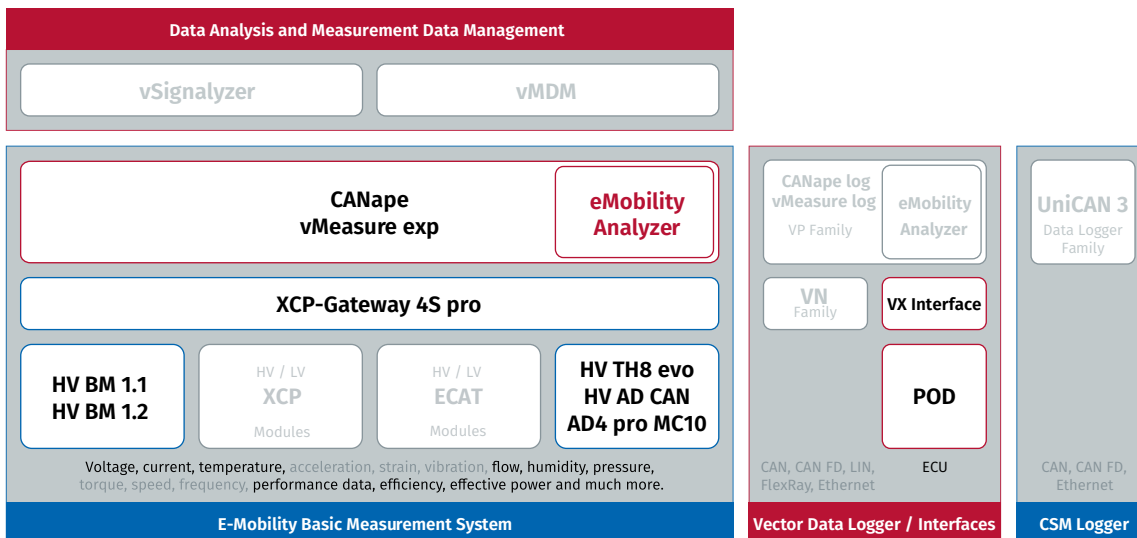 Data Analysis and Measurement Data Management
vSignalyzer
vMDM
CANape
vMeasure exp
eMobility
Analyzer
XCP-Gateway 4S pro
HV BM 1.1
HV BM 1.2
HV / LV
XCP
Modules
HV / LV
ECAT
Modules
HV TH8 evo
HV AD CAN
AD4 pro MC10
Voltage, current, temperature, acceleration, strain, vibration, flow, humidity, pressure,
torque, speed, frequency, performance data, efficiency, effective power and much more.
E-Mobility Basic Measurement System
CANape log
vMeasure log
VP Family
eMobility
Analyzer
VN
Family
VX Interface
POD
CAN, CAN FD, LIN,
FlexRay, Ethernet
ECU
Vector Data Logger / Interfaces
UniCAN 3
Data Logger
Family
CAN, CAN FD,
Ethernet
CSM Logger